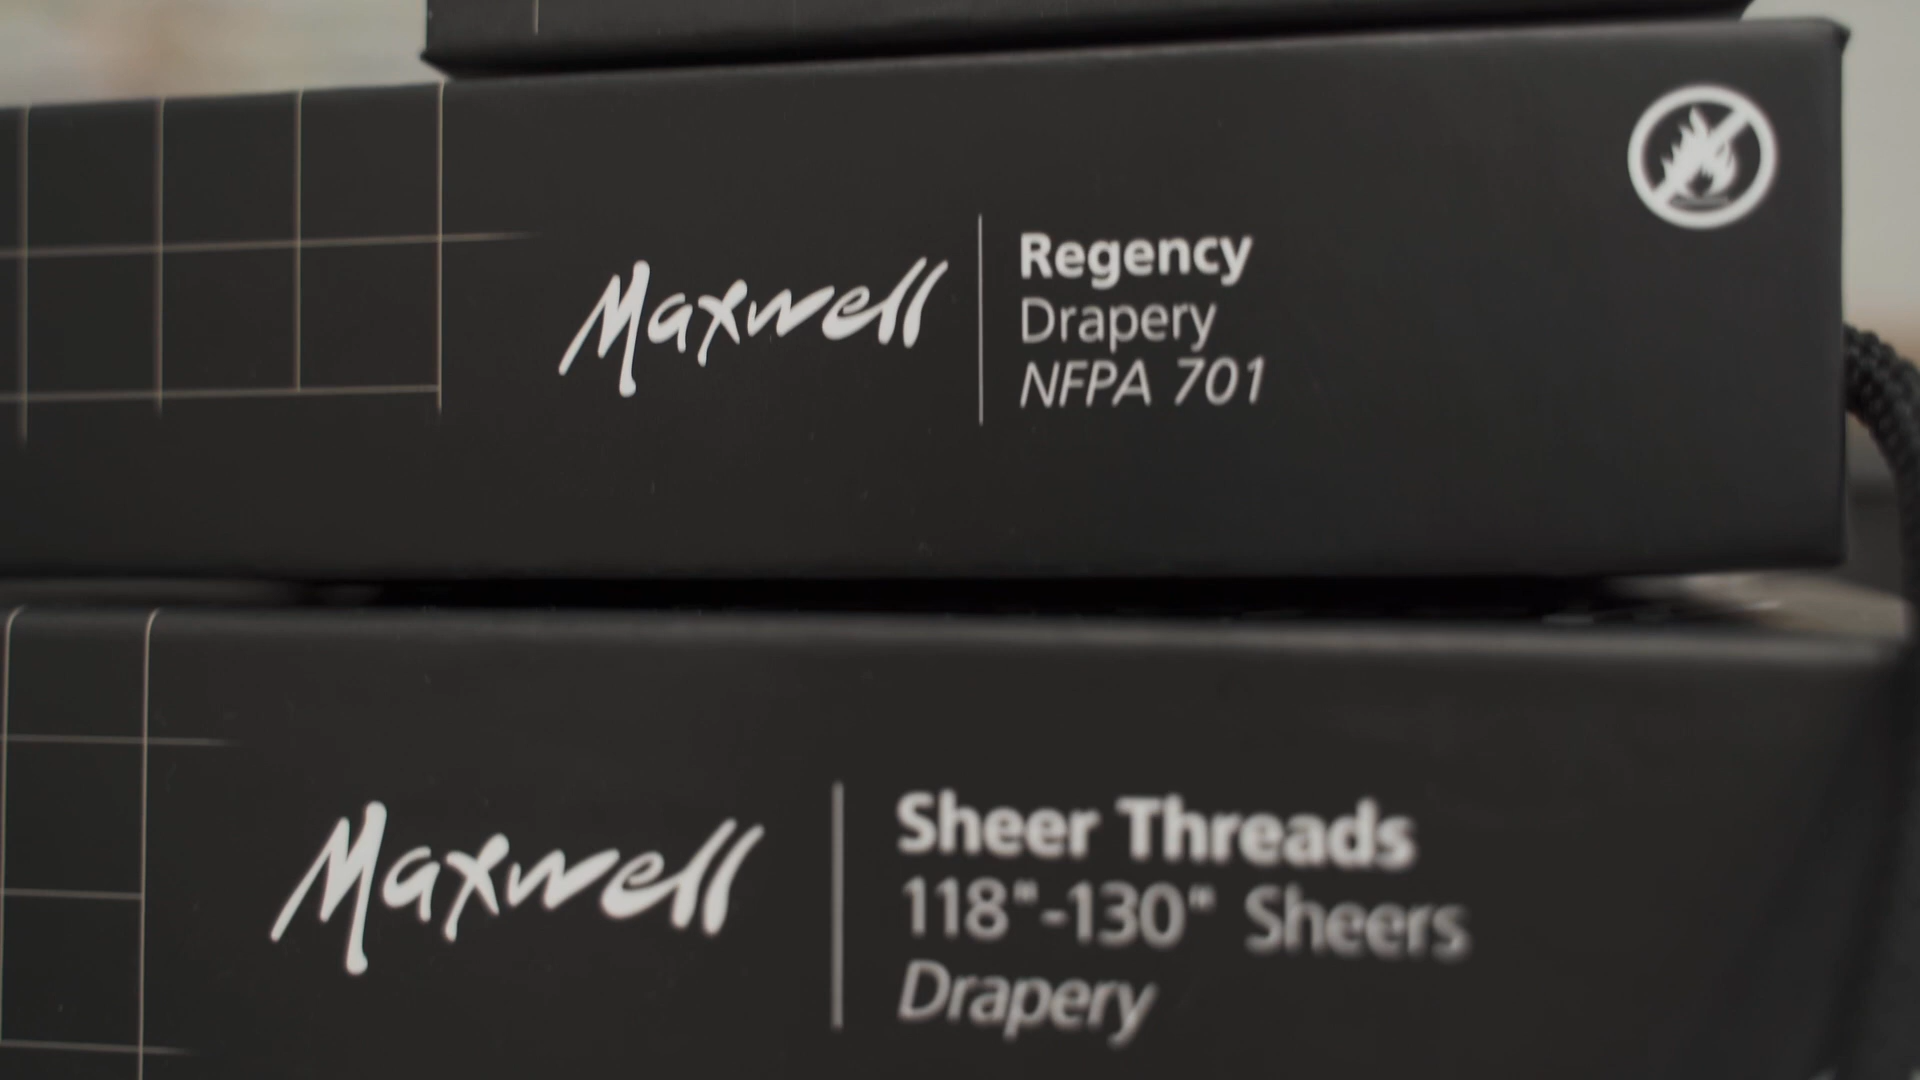 Maxwell
Regency
Drapery
NFPA 701
Maxwell
Sheer Threads
118"-130" Sheers
Drapery